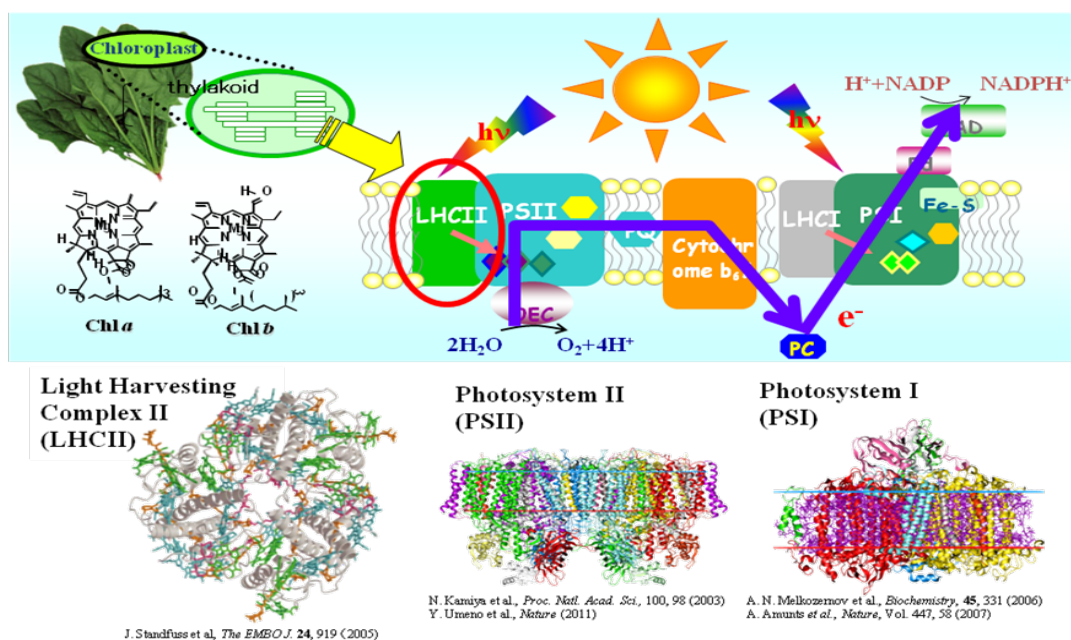 Chloroplast
thylakoid
hν
hν
H⁺+NADP NADPH⁺
LHCII
PSII
PQ
Cytochr
ome b₆
LHCI
PSI
Fe-S
OEC
2H₂O
O₂+4H⁺
PC
e⁻
Mg
N
N
N
N
H
H
O
O
Chl a
Mg
N
N
N
N
H
O
H
H
O
O
Chl b
Light Harvesting
Complex II
(LHCII)
J. Standfuss et al, The EMBO J. 24, 919 (2005)
Photosystem II
(PSII)
N. Kamiya et al., Proc. Natl. Acad. Sci., 100, 98 (2003)
Y. Umeno et al., Nature (2011)
Photosystem I
(PSI)
A. N. Melkozernov et al., Biochemistry, 45, 331 (2006)
A. Amunts et al., Nature, Vol. 447, 58 (2007)